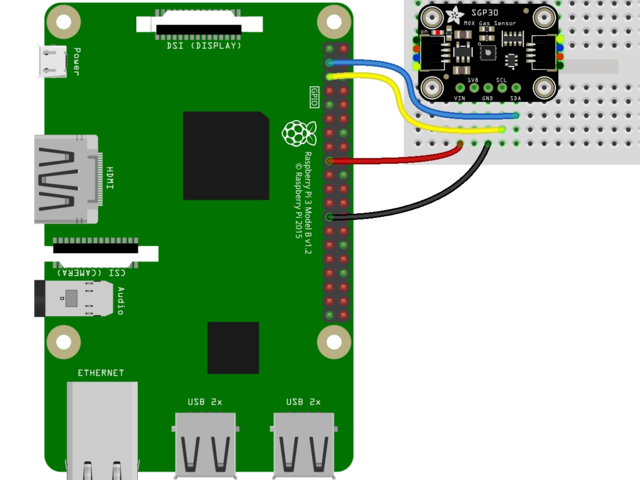 DSI (DISPLAY)
Power
HDMI
GPIO
Raspberry Pi 3 Model B v1.2
© Raspberry Pi 2015
CSI (CAMERA)
Audio
ETHERNET
USB 2x
USB 2x
SGP30
MOX Gas Sensor
on
1V8
SCL
VIN
GND
SDA